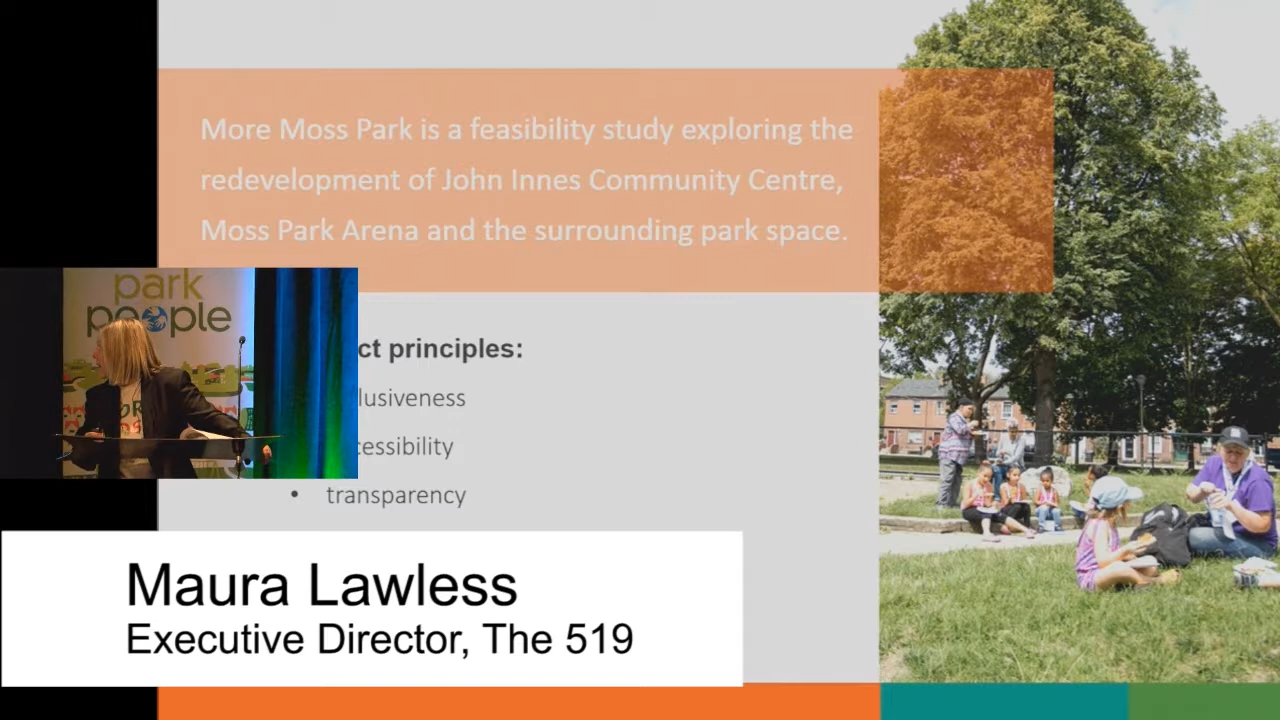 More Moss Park is a feasibility study exploring the
redevelopment of John Innes Community Centre,
Moss Park Arena and the surrounding park space.
park
people
ct principles:
lusiveness
cessibility
• transparency
Maura Lawless
Executive Director, The 519